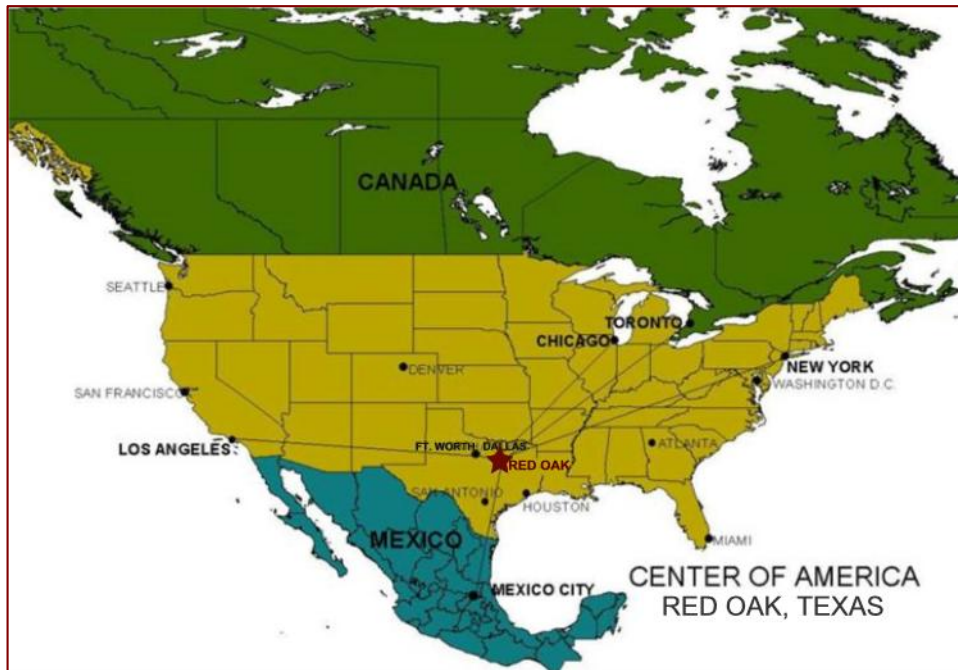 CANADA
SEATTLE
TORONTO
CHICAGO
NEW YORK
DENVER
WASHINGTON D.C.
SAN FRANCISCO
LOS ANGELES
FT. WORTH DALLAS
ATLANTA
RED OAK
SAN ANTONIO
HOUSTON
MEXICO
MIAMI
MEXICO CITY
CENTER OF AMERICA
RED OAK, TEXAS